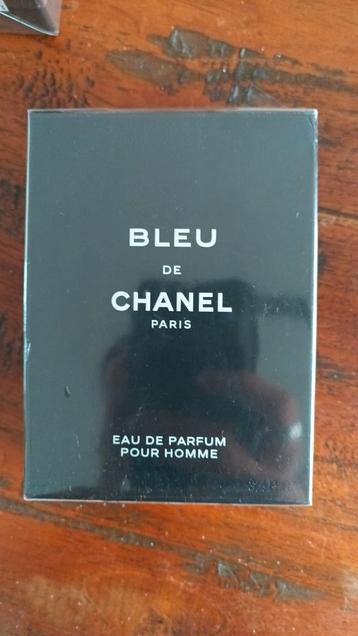 BLEU
DE
CHANEL
PARIS
EAU DE PARFUM
POUR HOMME